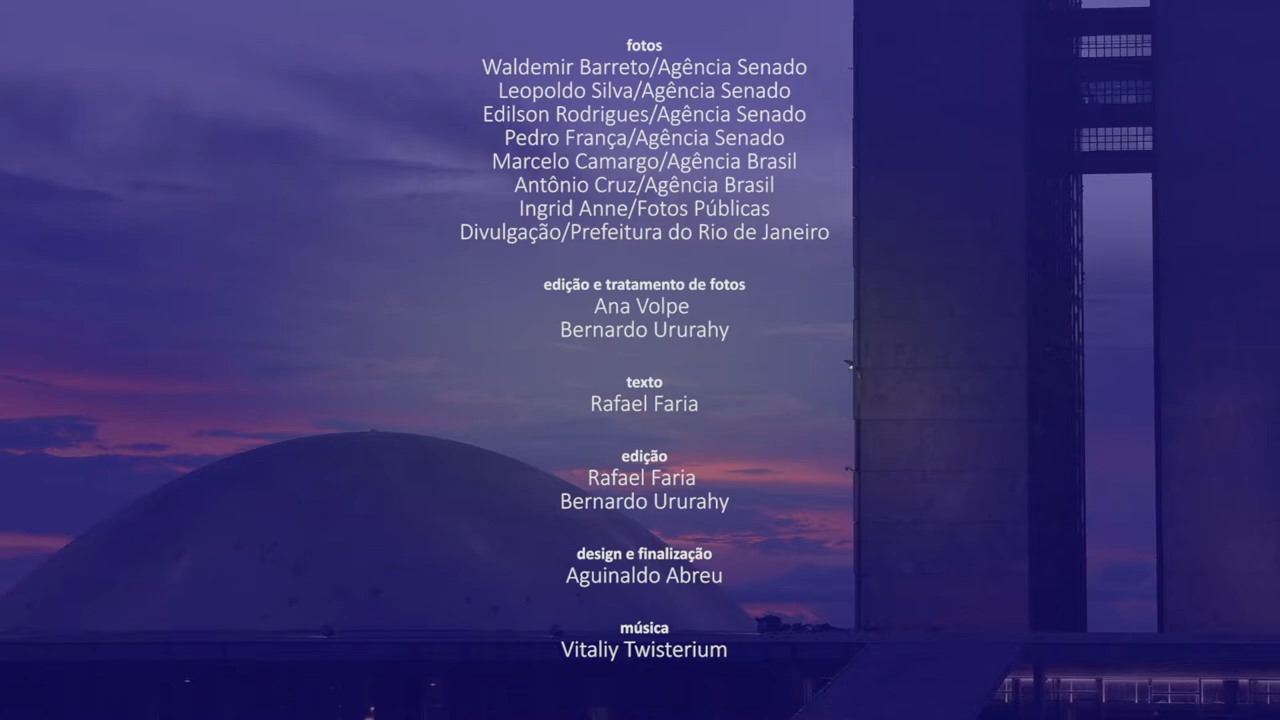 fotos
Waldemir Barreto/Agência Senado
Leopoldo Silva/Agência Senado
Edilson Rodrigues/Agência Senado
Pedro França/Agência Senado
Marcelo Camargo/Agência Brasil
Antônio Cruz/Agência Brasil
Ingrid Anne/Fotos Públicas
Divulgação/Prefeitura do Rio de Janeiro
edição e tratamento de fotos
Ana Volpe
Bernardo Ururahy
texto
Rafael Faria
edição
Rafael Faria
Bernardo Ururahy
design e finalização
Aguinaldo Abreu
música
Vitaliy Twisterium